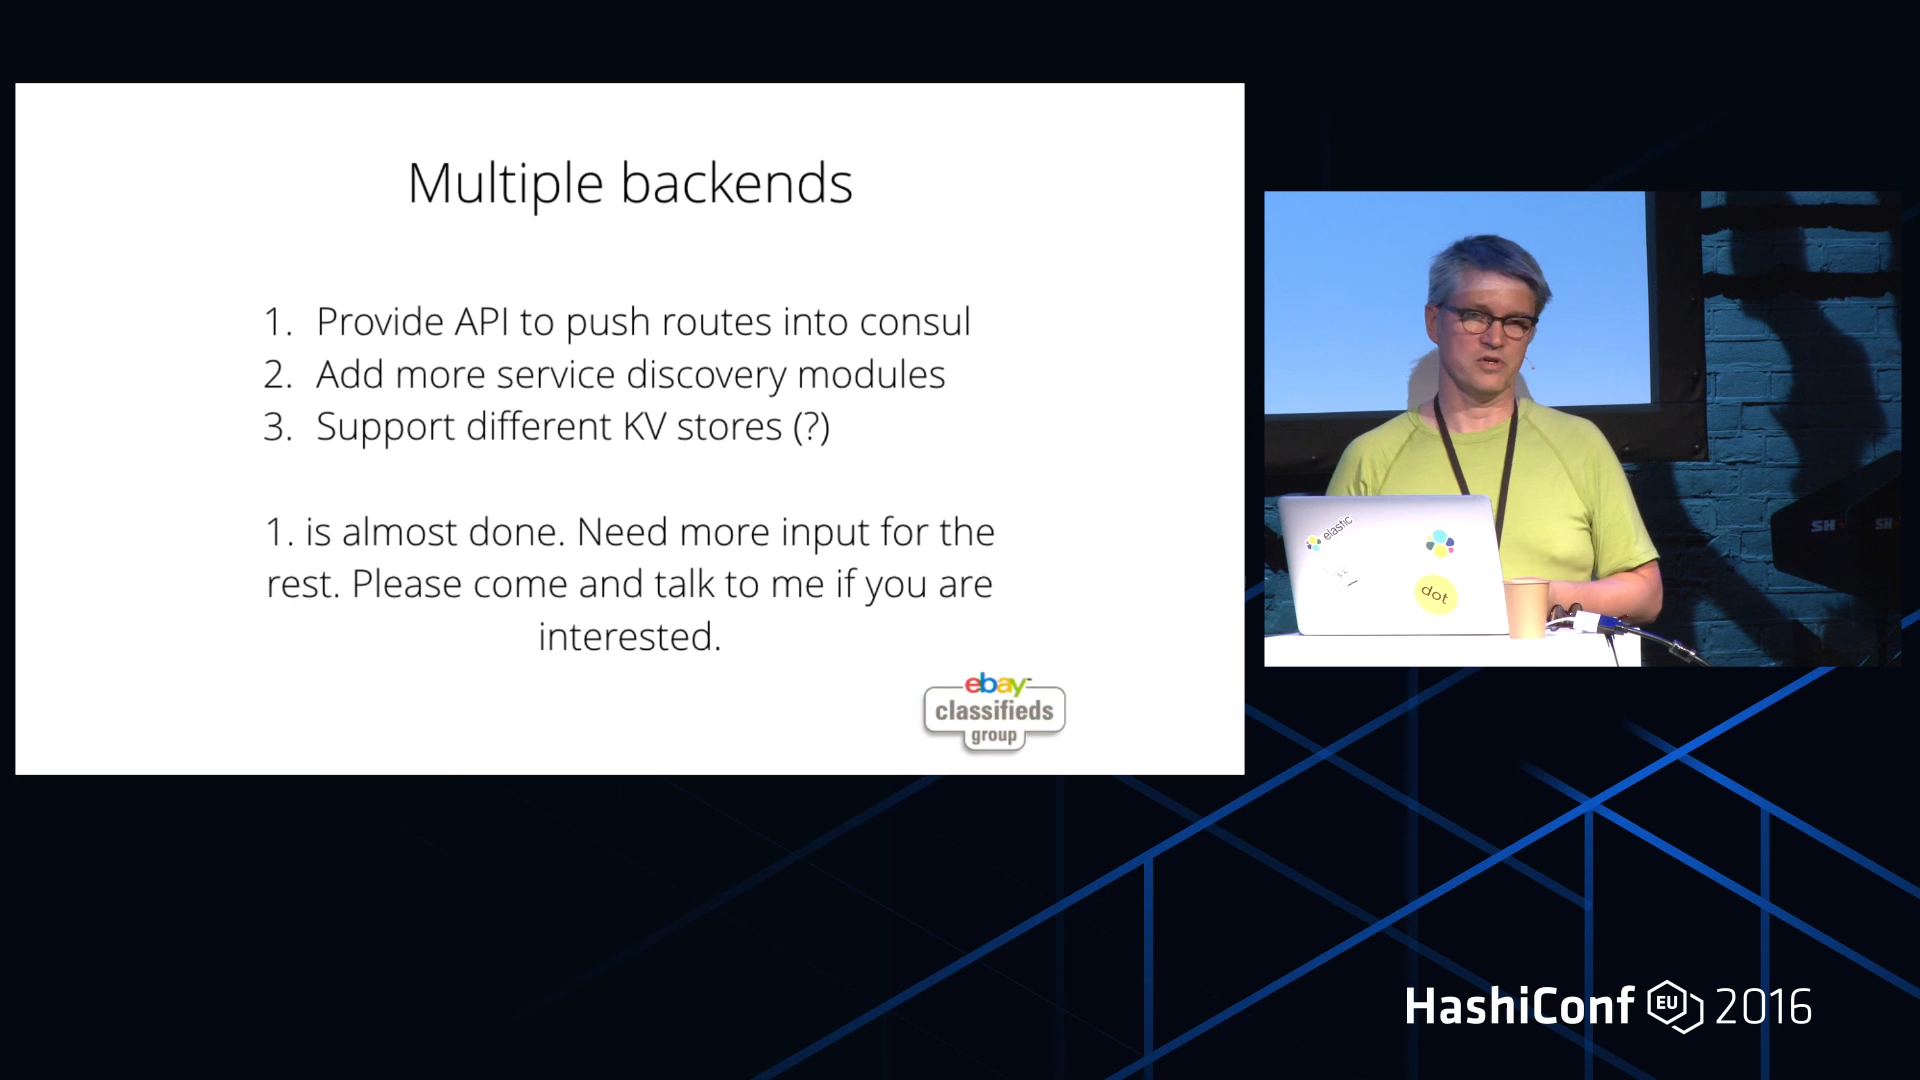 Multiple backends
1. Provide API to push routes into consul
2. Add more service discovery modules
3. Support different KV stores (?)
1. is almost done. Need more input for the
rest. Please come and talk to me if you are
interested.
ebay
classifieds
group
elastic
dot
SH
SH
HashiConf EU 2016